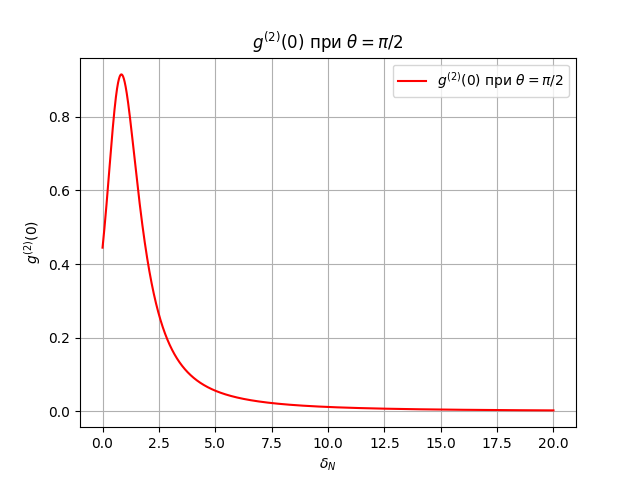 g^{(2)}(0) при θ = π/2
g^{(2)}(0) при θ = π/2
g^{(2)}(0)
0.8
0.6
0.4
0.2
0.0
0.0 2.5 5.0 7.5 10.0 12.5 15.0 17.5 20.0
δ_N